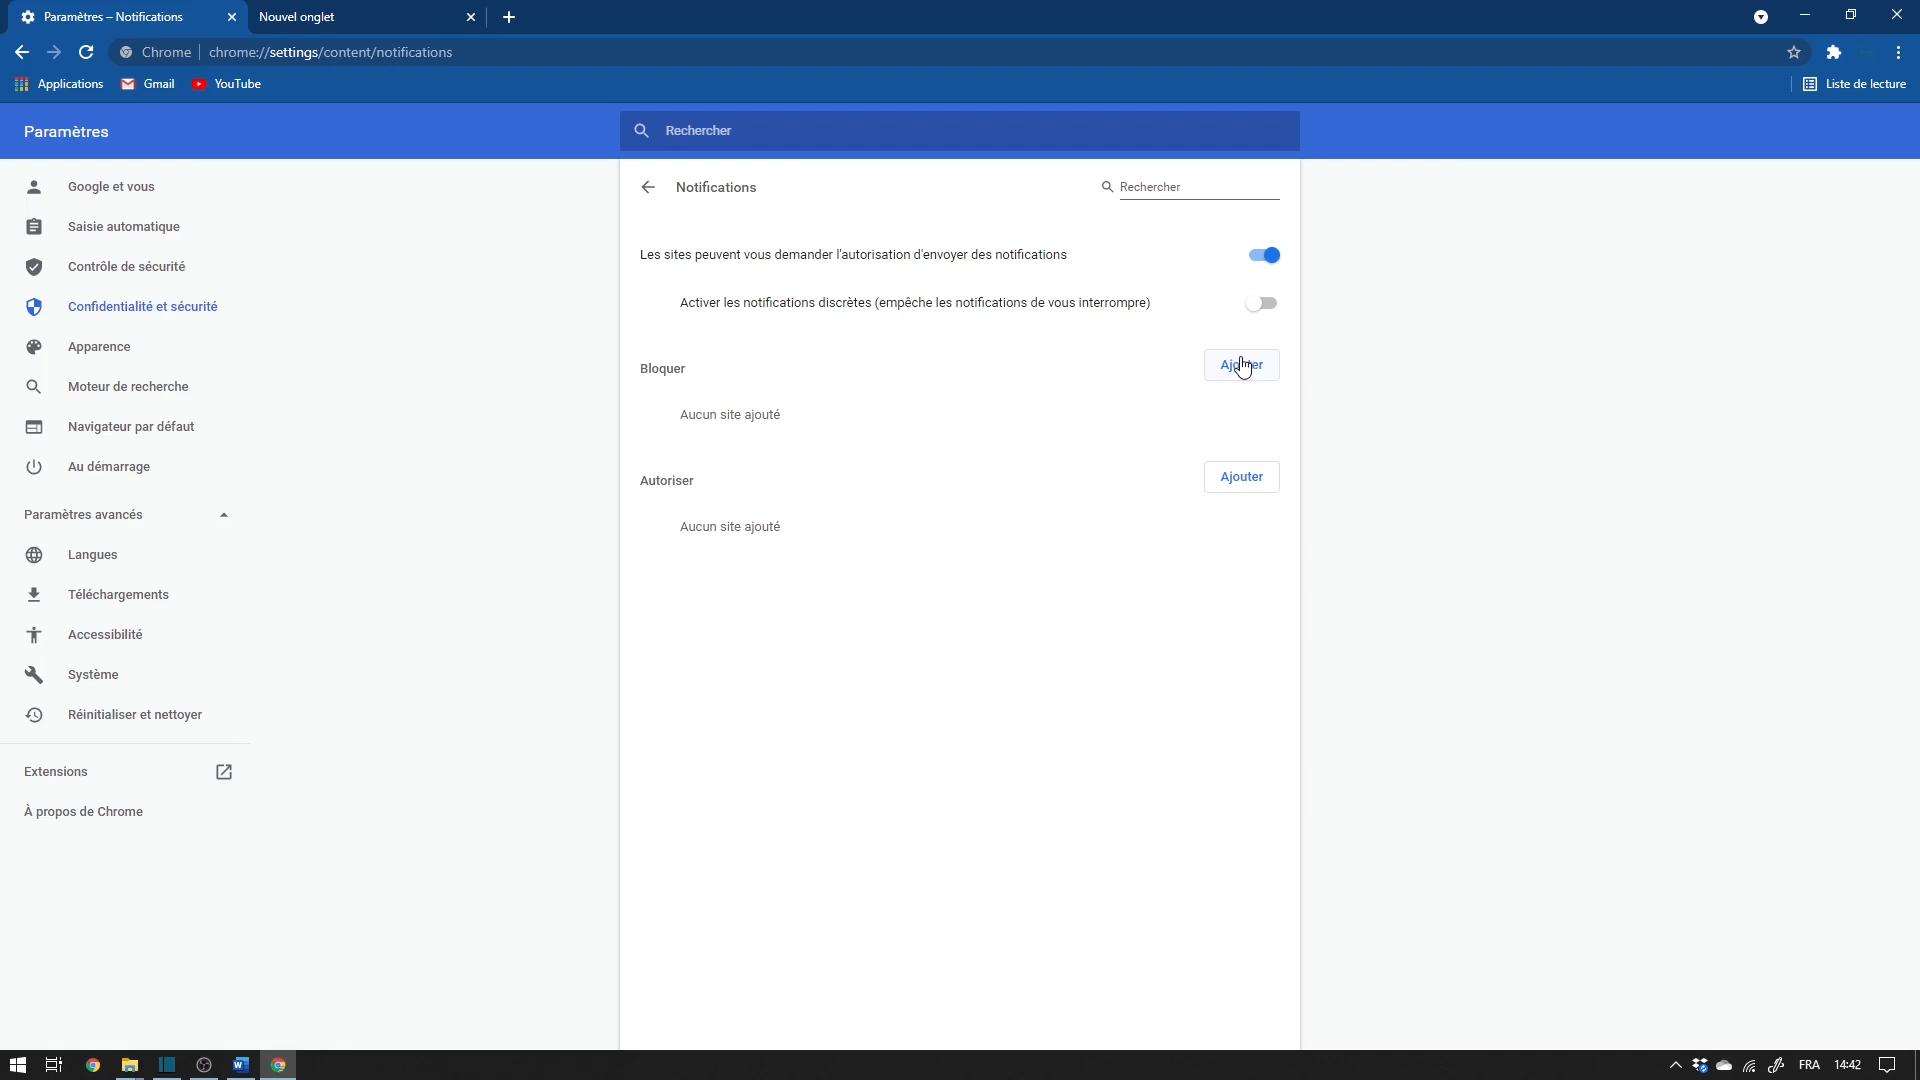 Paramètres – Notifications
Nouvel onglet
Chrome
chrome://settings/content/notifications
Applications
Gmail
YouTube
Liste de lecture
Paramètres
Rechercher
Google et vous
Saisie automatique
Contrôle de sécurité
Confidentialité et sécurité
Apparence
Moteur de recherche
Navigateur par défaut
Au démarrage
Paramètres avancés
Langues
Téléchargements
Accessibilité
Système
Réinitialiser et nettoyer
Extensions
À propos de Chrome
Notifications
Rechercher
Les sites peuvent vous demander l'autorisation d'envoyer des notifications
Activer les notifications discrètes (empêche les notifications de vous interrompre)
Bloquer
Ajouter
Aucun site ajouté
Autoriser
Ajouter
Aucun site ajouté
FRA
14:42